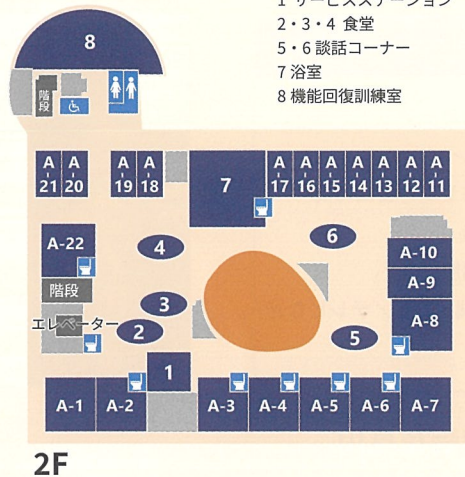 1 サービスステーション
2・3・4 食堂
5・6 談話コーナー
7 浴室
8 機能回復訓練室
8
階段
A-21
A-20
A-19
A-18
7
A-17
A-16
A-15
A-14
A-13
A-12
A-11
A-22
4
6
A-10
階段
A-9
3
A-8
エレベーター
2
5
1
A-1
A-2
A-3
A-4
A-5
A-6
A-7
2F